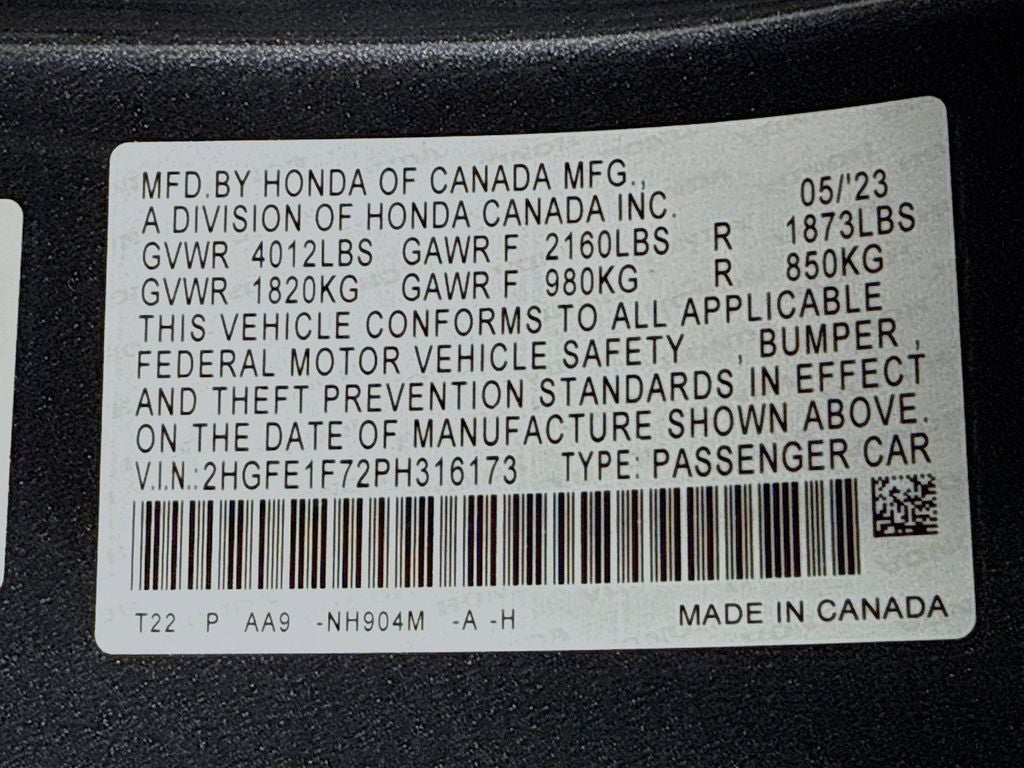 MFD.BY HONDA OF CANADA MFG.,
A DIVISION OF HONDA CANADA INC. 05/'23
GVWR 4012LBS GAWR F 2160LBS R 1873LBS
GVWR 1820KG GAWR F 980KG R 850KG
THIS VEHICLE CONFORMS TO ALL APPLICABLE
FEDERAL MOTOR VEHICLE SAFETY , BUMPER ,
AND THEFT PREVENTION STANDARDS IN EFFECT
ON THE DATE OF MANUFACTURE SHOWN ABOVE.
V.I.N.:2HGFE1F72PH316173 TYPE: PASSENGER CAR
T22 P AA9 -NH904M -A -H MADE IN CANADA